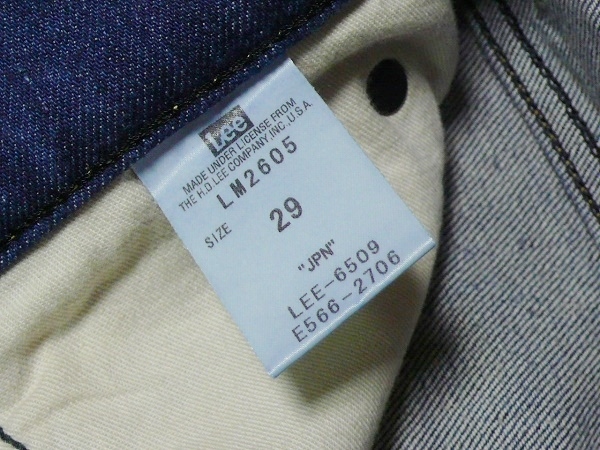 Lee
MADE UNDER LICENSE FROM
THE H.D. LEE COMPANY, INC., U.S.A.
LM2605
SIZE 29
"JPN"
LEE-6509
E566-2706